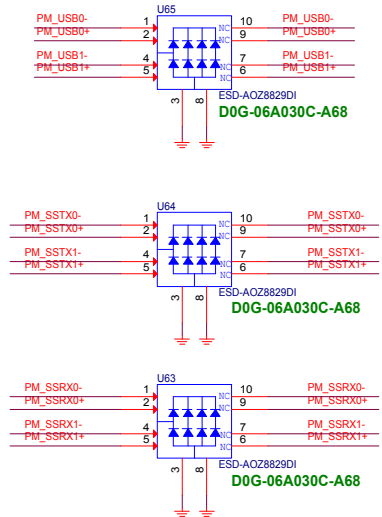 U65
PM_USB0- 1 10 PM_USB0-
PM_USB0+ 2 NC 9 PM_USB0+
NC
PM_USB1- 4 7 PM_USB1-
PM_USB1+ 5 NC 6 PM_USB1+
NC
3 8
ESD-AOZ8829DI
D0G-06A030C-A68
U64
PM_SSTX0- 1 10 PM_SSTX0-
PM_SSTX0+ 2 NC 9 PM_SSTX0+
NC
PM_SSTX1- 4 7 PM_SSTX1-
PM_SSTX1+ 5 NC 6 PM_SSTX1+
NC
3 8
ESD-AOZ8829DI
D0G-06A030C-A68
U63
PM_SSRX0- 1 10 PM_SSRX0-
PM_SSRX0+ 2 NC 9 PM_SSRX0+
NC
PM_SSRX1- 4 7 PM_SSRX1-
PM_SSRX1+ 5 NC 6 PM_SSRX1+
NC
3 8
ESD-AOZ8829DI
D0G-06A030C-A68